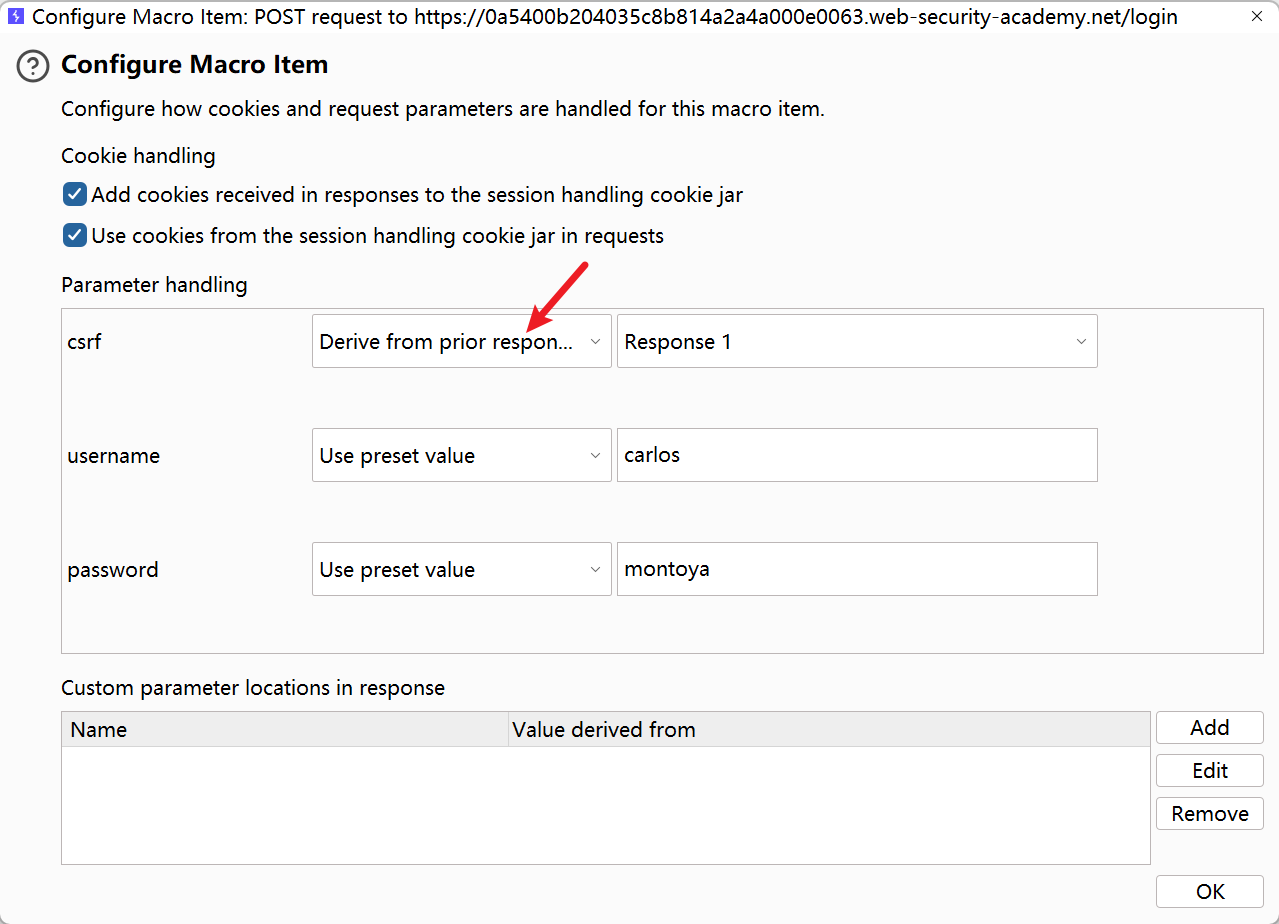 Configure Macro Item: POST request to https://0a5400b204035c8b814a2a4a000e0063.web-security-academy.net/login
? Configure Macro Item
Configure how cookies and request parameters are handled for this macro item.
Cookie handling
Add cookies received in responses to the session handling cookie jar
Use cookies from the session handling cookie jar in requests
Parameter handling
csrf Derive from prior respon... Response 1
username Use preset value carlos
password Use preset value montoya
Custom parameter locations in response
Name Value derived from
Add
Edit
Remove
OK